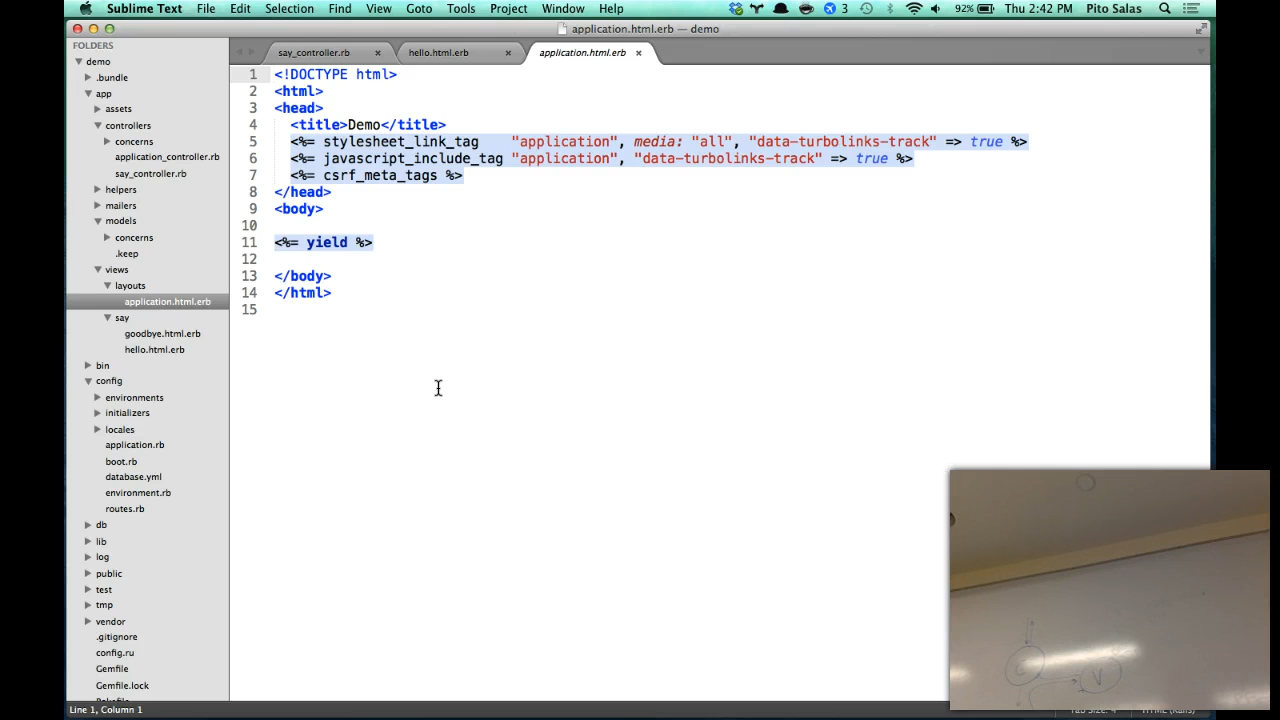 Sublime Text File Edit Selection Find View Goto Tools Project Window Help 3 92% Thu 2:42 PM Pito Salas
application.html.erb — demo
FOLDERS
demo
.bundle
app
assets
controllers
concerns
application_controller.rb
say_controller.rb
helpers
mailers
models
concerns
.keep
views
layouts
application.html.erb
say
goodbye.html.erb
hello.html.erb
bin
config
environments
initializers
locales
application.rb
boot.rb
database.yml
environment.rb
routes.rb
db
lib
log
public
test
tmp
vendor
.gitignore
config.ru
Gemfile
Gemfile.lock
say_controller.rb × hello.html.erb × application.html.erb ×
1 <!DOCTYPE html>
2 <html>
3 <head>
4 <title>Demo</title>
5 <%= stylesheet_link_tag "application", media: "all", "data-turbolinks-track" => true %>
6 <%= javascript_include_tag "application", "data-turbolinks-track" => true %>
7 <%= csrf_meta_tags %>
8 </head>
9 <body>
10
11 <%= yield %>
12
13 </body>
14 </html>
15
C V
Line 1, Column 1